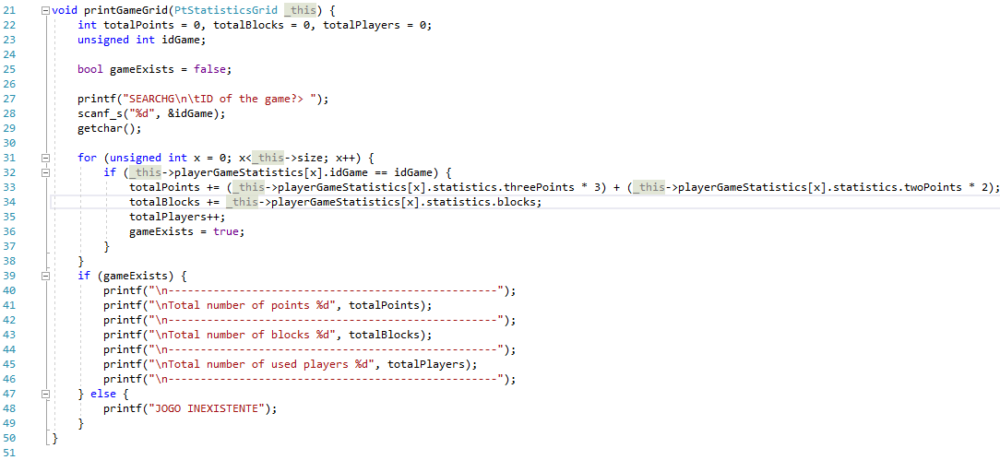 21 void printGameGrid(PtStatisticsGrid _this) {
22 int totalPoints = 0, totalBlocks = 0, totalPlayers = 0;
23 unsigned int idGame;
24
25 bool gameExists = false;
26
27 printf("SEARCHG\n\tID of the game?> ");
28 scanf_s("%d", &idGame);
29 getchar();
30
31 for (unsigned int x = 0; x<_this->size; x++) {
32 if (_this->playerGameStatistics[x].idGame == idGame) {
33 totalPoints += (_this->playerGameStatistics[x].statistics.threePoints * 3) + (_this->playerGameStatistics[x].statistics.twoPoints * 2);
34 totalBlocks += _this->playerGameStatistics[x].statistics.blocks;
35 totalPlayers++;
36 gameExists = true;
37 }
38 }
39 if (gameExists) {
40 printf("\n---------------------------------------------------");
41 printf("\nTotal number of points %d", totalPoints);
42 printf("\n---------------------------------------------------");
43 printf("\nTotal number of blocks %d", totalBlocks);
44 printf("\n---------------------------------------------------");
45 printf("\nTotal number of used players %d", totalPlayers);
46 printf("\n---------------------------------------------------");
47 } else {
48 printf("JOGO INEXISTENTE");
49 }
50 }
51